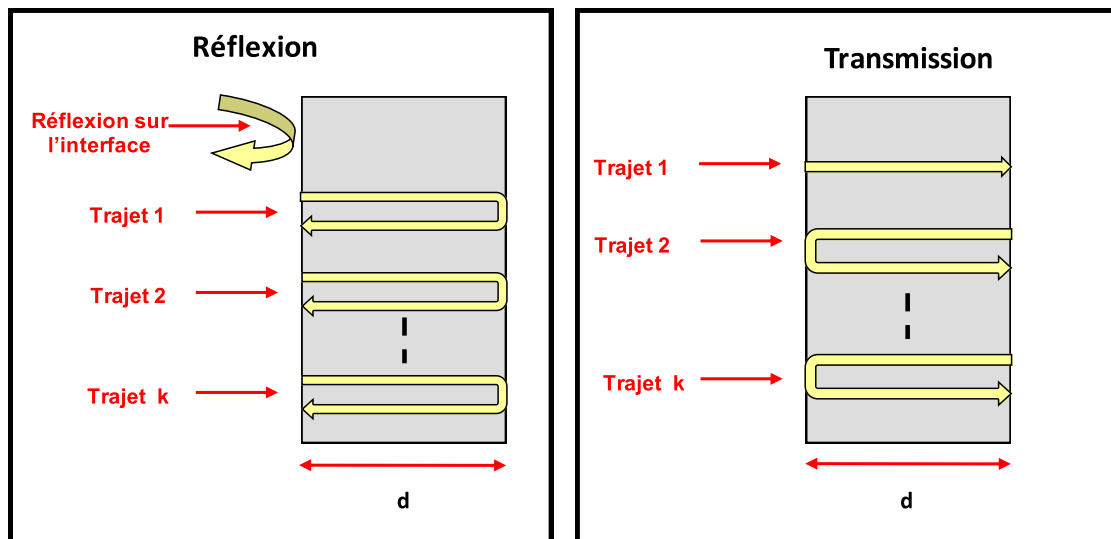 Réflexion
Réflexion sur
l'interface
Trajet 1
Trajet 2
Trajet k
d
Transmission
Trajet 1
Trajet 2
Trajet k
d